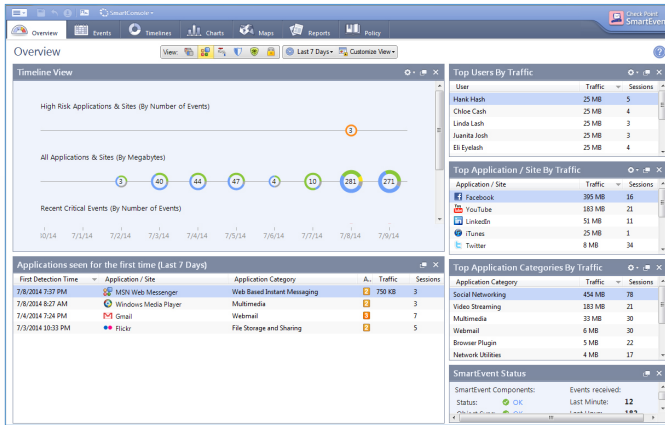 SmartConsole
Check Point
SmartEvent
Overview Events Timelines Charts Maps Reports Policy
Overview
View: Last 7 Days Customize View
?
Timeline View
High Risk Applications & Sites (By Number of Events)
3
All Applications & Sites (By Megabytes)
3 40 44 47 4 10 281 271
Recent Critical Events (By Number of Events)
7/1/14 7/2/14 7/3/14 7/4/14 7/5/14 7/6/14 7/7/14 7/8/14 7/9/14
Applications seen for the first time (Last 7 Days)
First Detection Time Application / Site Application Category A.. Traffic Sessions
7/8/2014 7:37 PM MSN Web Messenger Web Based Instant Messaging 2 750 KB 3
7/8/2014 8:27 AM Windows Media Player Multimedia 2 3
7/4/2014 7:24 PM Gmail Webmail 3 7
7/3/2014 10:33 PM Flickr File Storage and Sharing 2 5
Top Users By Traffic
User Traffic Sessions
Hank Hash 25 MB 5
Chloe Cash 25 MB 4
Linda Lash 25 MB 3
Juanita Josh 25 MB 3
Eli Eyelash 25 MB 4
Top Application / Site By Traffic
Application / Site Traffic Sessions
Facebook 395 MB 16
YouTube 183 MB 21
LinkedIn 51 MB 11
iTunes 25 MB 1
Twitter 8 MB 34
Top Application Categories By Traffic
Application Category Traffic Sessions
Social Networking 454 MB 78
Video Streaming 183 MB 21
Multimedia 33 MB 30
Webmail 6 MB 30
Browser Plugin 5 MB 22
Network Utilities 4 MB 17
SmartEvent Status
SmartEvent Components: Events received:
Status: OK Last Minute: 12